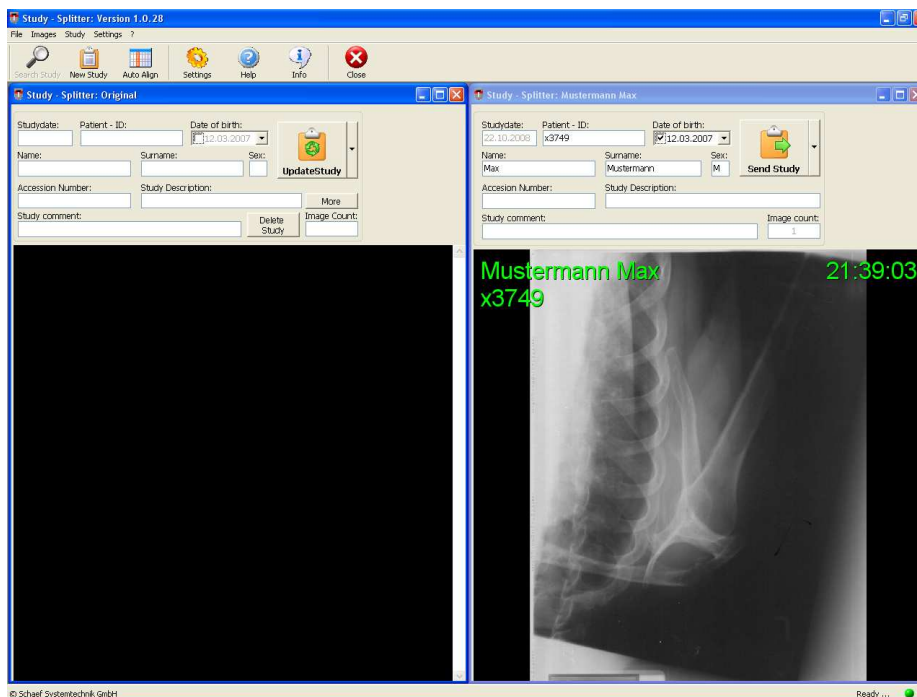 Study - Splitter: Version 1.0.28
File Images Study Settings ?
Search Study New Study Auto Align Settings Help Info Close
Study - Splitter: Original
Studydate: Patient - ID: Date of birth:
12.03.2007
Name: Surname: Sex:
UpdateStudy
Accession Number: Study Description:
More
Study comment: Delete Study Image Count:
Study - Splitter: Mustermann Max
Studydate: Patient - ID: Date of birth:
22.10.2008 x3749 12.03.2007
Name: Surname: Sex:
Max Mustermann M Send Study
Accesion Number: Study Description:
Study comment: Image count:
1
Mustermann Max 21:39:03
x3749
© Schaef Systemtechnik GmbH Ready ...